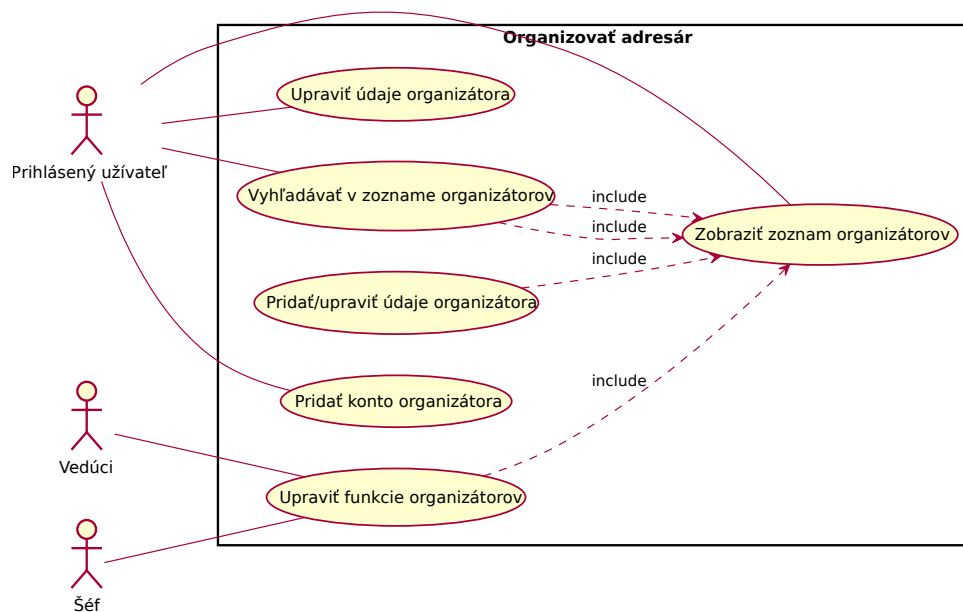 Organizovať adresár
Upraviť údaje organizátora
Prihlásený užívateľ
Vyhľadávať v zozname organizátorov
include
include
Zobraziť zoznam organizátorov
include
Pridať/upraviť údaje organizátora
include
Pridať konto organizátora
Vedúci
Upraviť funkcie organizátorov
Šéf